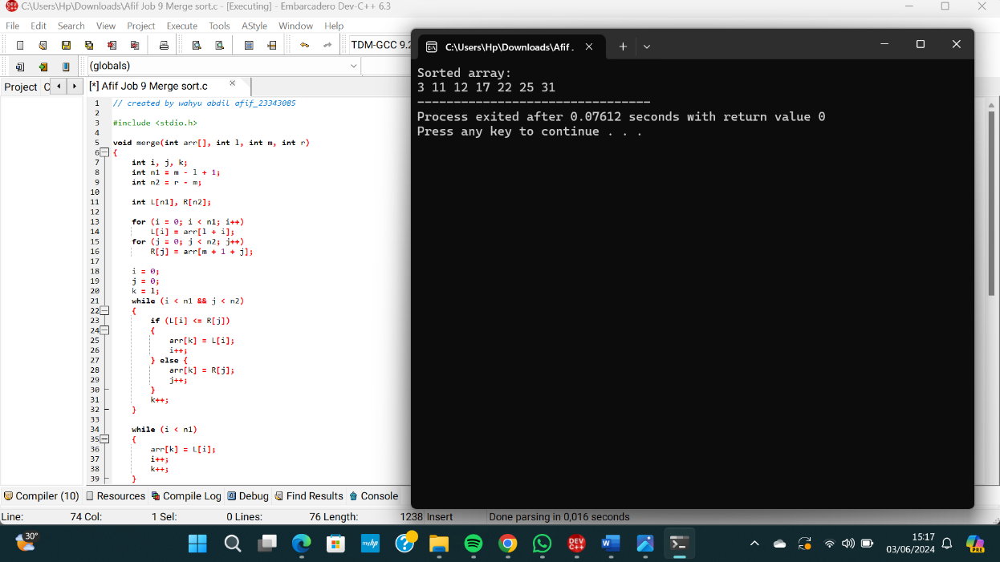 C:\Users\Hp\Downloads\Afif Job 9 Merge sort.c - [Executing] - Embarcadero Dev-C++ 6.3
File Edit Search View Project Execute Tools AStyle Window Help
TDM-GCC 9.2
(globals)
Project C
[*] Afif Job 9 Merge sort.c
1 // created by wahyu abdil afif_23343085
2
3 #include <stdio.h>
4
5 void merge(int arr[], int l, int m, int r)
6 {
7 int i, j, k;
8 int n1 = m - l + 1;
9 int n2 = r - m;
10
11 int L[n1], R[n2];
12
13 for (i = 0; i < n1; i++)
14 L[i] = arr[l + i];
15 for (j = 0; j < n2; j++)
16 R[j] = arr[m + 1 + j];
17
18 i = 0;
19 j = 0;
20 k = l;
21 while (i < n1 && j < n2)
22 {
23 if (L[i] <= R[j])
24 {
25 arr[k] = L[i];
26 i++;
27 } else {
28 arr[k] = R[j];
29 j++;
30 }
31 k++;
32 }
33
34 while (i < n1)
35 {
36 arr[k] = L[i];
37 i++;
38 k++;
39 }
C:\Users\Hp\Downloads\Afif .
Sorted array:
3 11 12 17 22 25 31
--------------------------------
Process exited after 0.07612 seconds with return value 0
Press any key to continue . . .
Compiler (10) Resources Compile Log Debug Find Results Console
Line: 74 Col: 1 Sel: 0 Lines: 76 Length: 1238 Insert Done parsing in 0,016 seconds
30°
myhp
DEV C++
W
PRE
15:17
03/06/2024